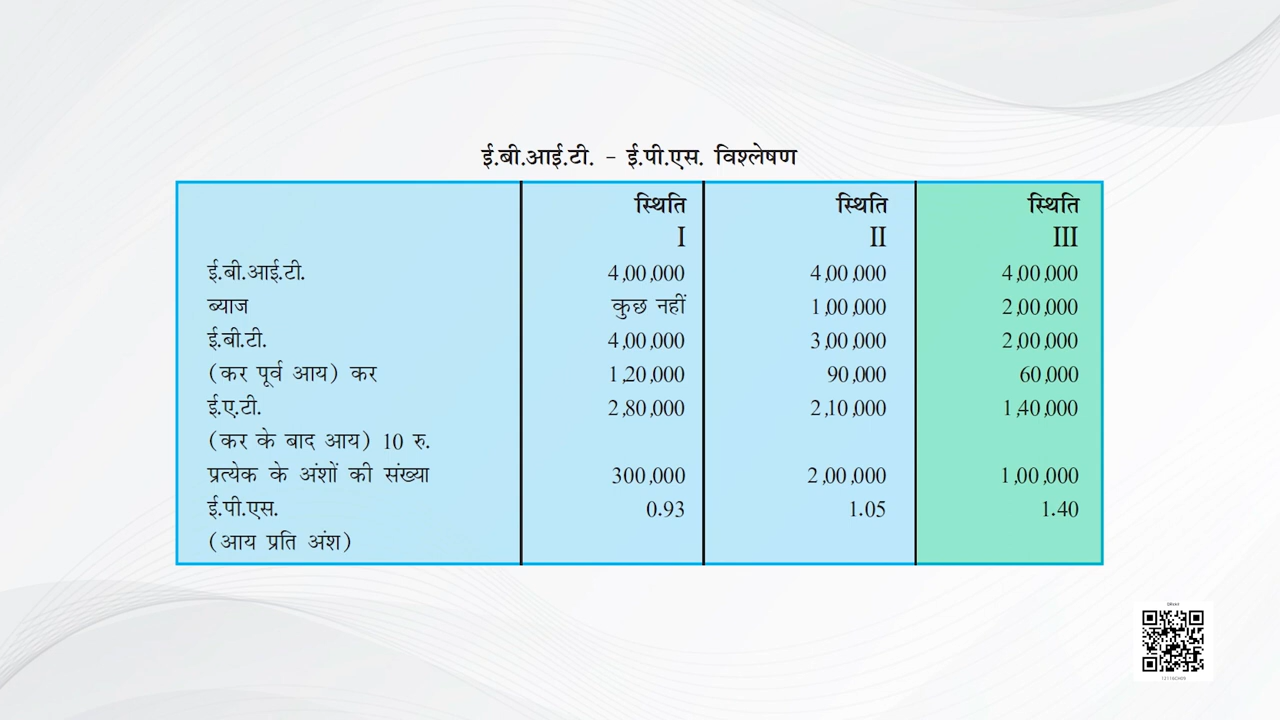 ई.बी.आई.टी. – ई.पी.एस. विश्लेषण
स्थिति स्थिति स्थिति
I II III
ई.बी.आई.टी. 4,00,000 4,00,000 4,00,000
ब्याज कुछ नहीं 1,00,000 2,00,000
ई.बी.टी. 4,00,000 3,00,000 2,00,000
(कर पूर्व आय) कर 1,20,000 90,000 60,000
ई.ए.टी. 2,80,000 2,10,000 1,40,000
(कर के बाद आय) 10 रु.
प्रत्येक के अंशों की संख्या 300,000 2,00,000 1,00,000
ई.पी.एस. 0.93 1.05 1.40
(आय प्रति अंश)